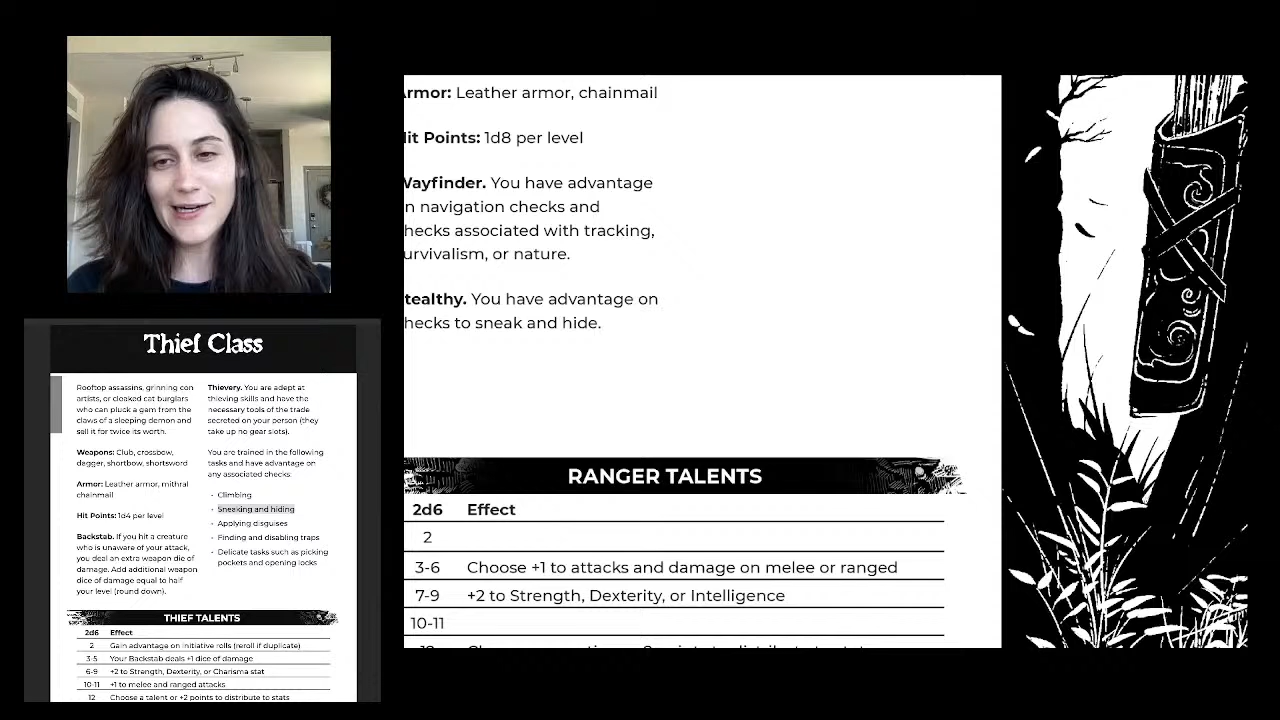 Armor: Leather armor, chainmail
Hit Points: 1d8 per level
Wayfinder. You have advantage
n navigation checks and
hecks associated with tracking,
urvivalism, or nature.
tealthy. You have advantage on
hecks to sneak and hide.
RANGER TALENTS
2d6 Effect
2
3-6 Choose +1 to attacks and damage on melee or ranged
7-9 +2 to Strength, Dexterity, or Intelligence
10-11
Thief Class
Rooftop assassins, grinning con
artists, or cloaked cat burglars
who can pluck a gem from the
claws of a sleeping demon and
sell it for twice its worth.
Weapons: Club, crossbow,
dagger, shortbow, shortsword
Armor: Leather armor, mithral
chainmail
Hit Points: 1d4 per level
Backstab. If you hit a creature
who is unaware of your attack,
you deal an extra weapon die of
damage. Add additional weapon
dice of damage equal to half
your level (round down).
Thievery. You are adept at
thieving skills and have the
necessary tools of the trade
secreted on your person (they
take up no gear slots).
You are trained in the following
tasks and have advantage on
any associated checks:
• Climbing
• Sneaking and hiding
• Applying disguises
• Finding and disabling traps
• Delicate tasks such as picking
pockets and opening locks
THIEF TALENTS
2d6 Effect
2 Gain advantage on initiative rolls (reroll if duplicate)
3-5 Your Backstab deals +1 dice of damage
6-9 +2 to Strength, Dexterity, or Charisma stat
10-11 +1 to melee and ranged attacks
12 Choose a talent or +2 points to distribute to stats